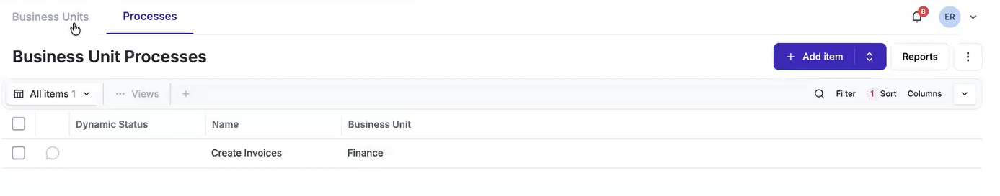 Business Units Processes 8 ER
Business Unit Processes + Add item Reports
All items 1 Views + Filter 1 Sort Columns
Dynamic Status Name Business Unit
Create Invoices Finance